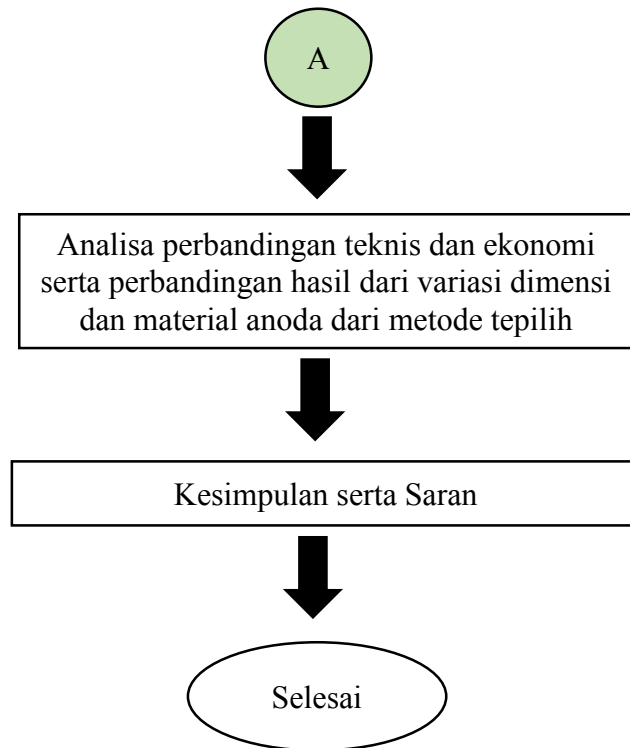 A
Analisa perbandingan teknis dan ekonomi
serta perbandingan hasil dari variasi dimensi
dan material anoda dari metode tepilih
Kesimpulan serta Saran
Selesai